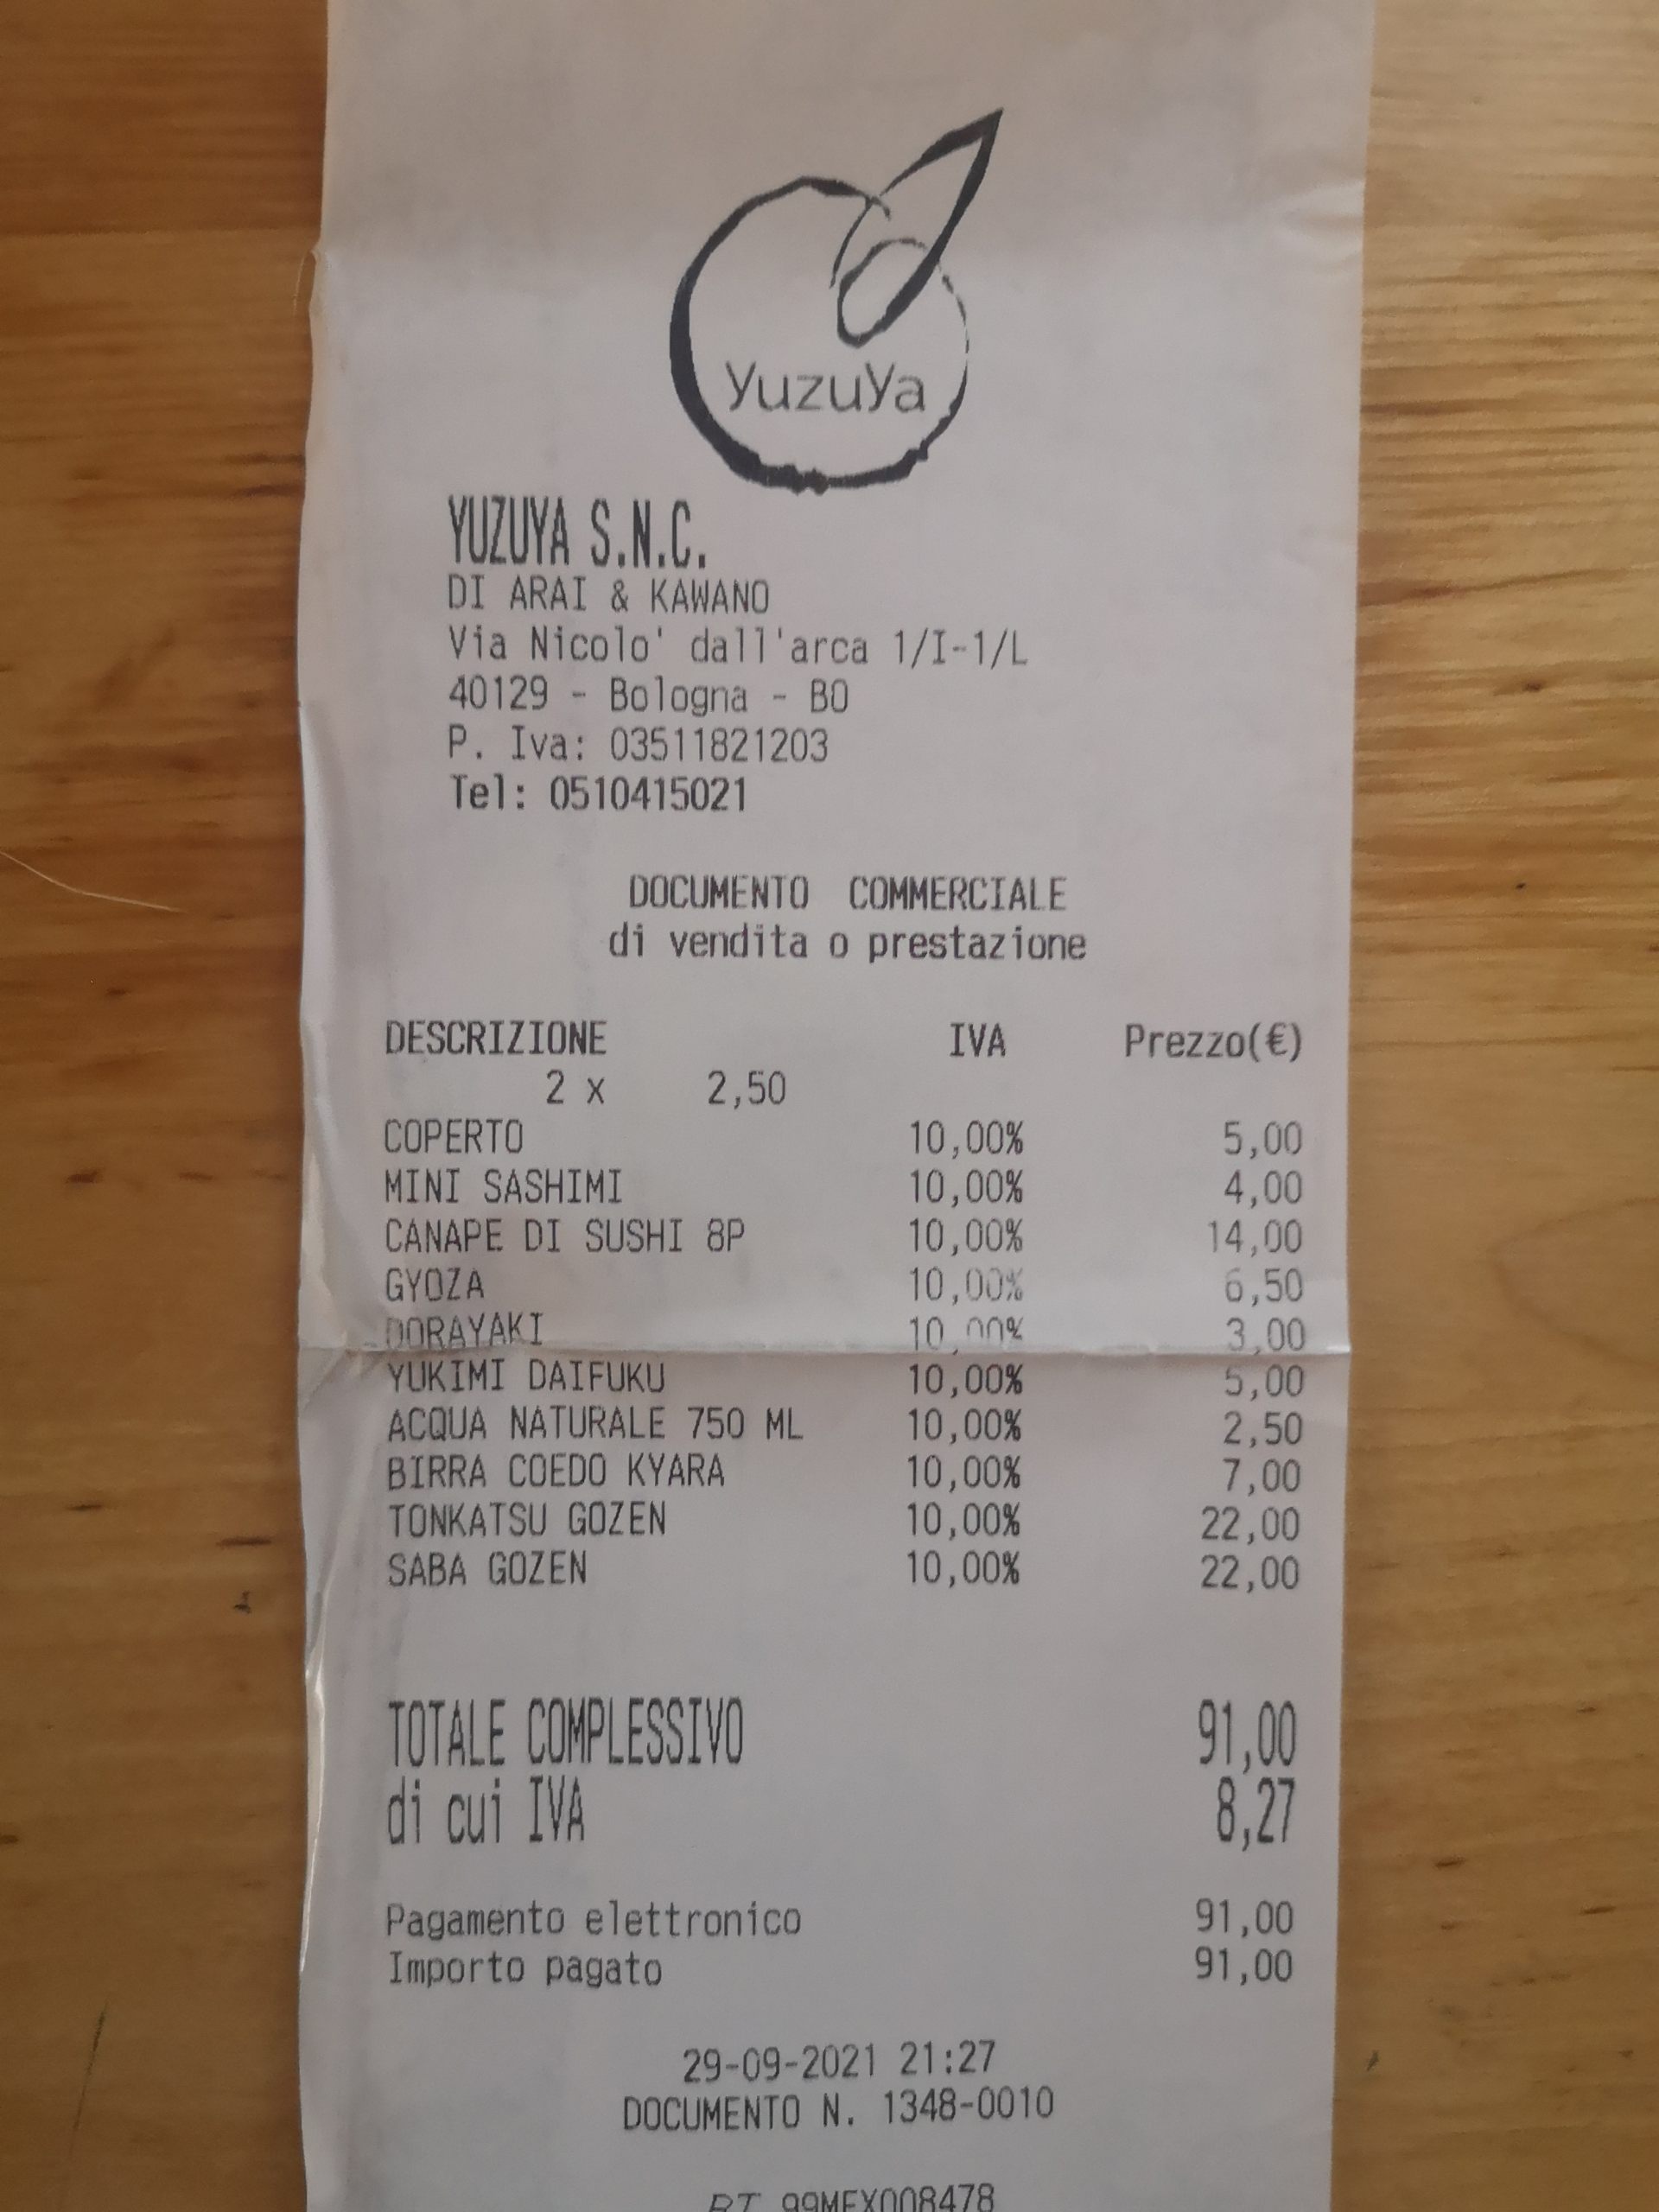 yuzuya
YUZUYA S.N.C.
DI ARAI & KAWANO
Via Nicolo' dall'arca 1/I-1/L
40129 - Bologna - BO
P. Iva: 03511821203
Tel: 0510415021
DOCUMENTO COMMERCIALE
di vendita o prestazione
DESCRIZIONE IVA Prezzo(€)
2 x 2,50
COPERTO 10,00% 5,00
MINI SASHIMI 10,00% 4,00
CANAPE DI SUSHI 8P 10,00% 14,00
GYOZA 10,00% 6,50
DORAYAKI 10,00% 3,00
YUKIMI DAIFUKU 10,00% 5,00
ACQUA NATURALE 750 ML 10,00% 2,50
BIRRA COEDO KYARA 10,00% 7,00
TONKATSU GOZEN 10,00% 22,00
SABA GOZEN 10,00% 22,00
TOTALE COMPLESSIVO 91,00
di cui IVA 8,27
Pagamento elettronico 91,00
Importo pagato 91,00
29-09-2021 21:27
DOCUMENTO N. 1348-0010
RT 99MEX008478